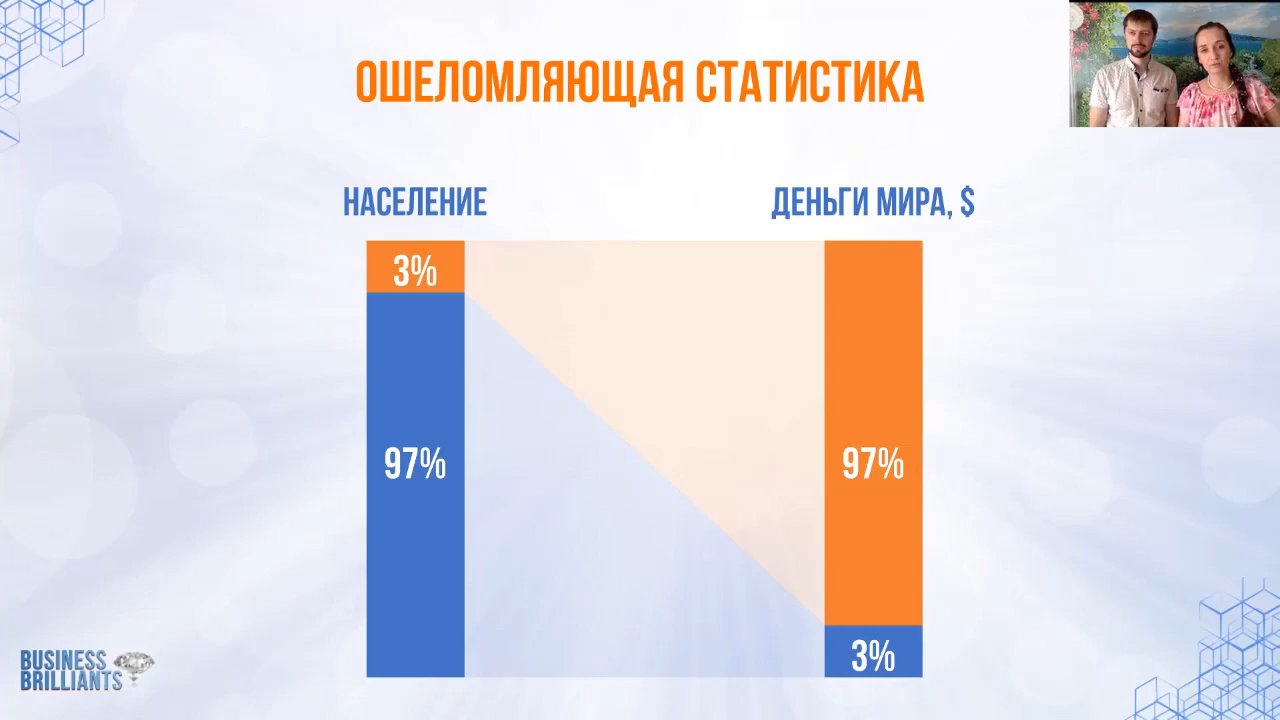 ОШЕЛОМЛЯЮЩАЯ СТАТИСТИКА
НАСЕЛЕНИЕ
ДЕНЬГИ МИРА, $
3%
97%
97%
3%
BUSINESS
BRILLIANTS